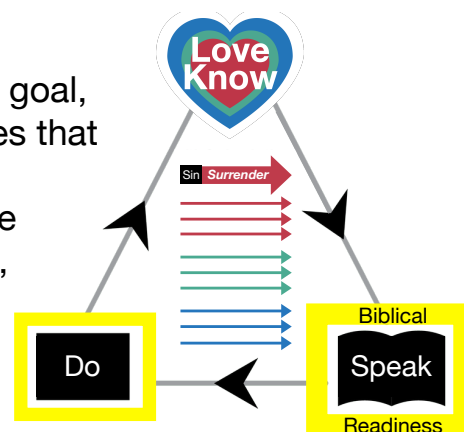 Love
Know
goal,
es that
e
,
Sin Surrender
Biblical
Do
Speak
Readiness